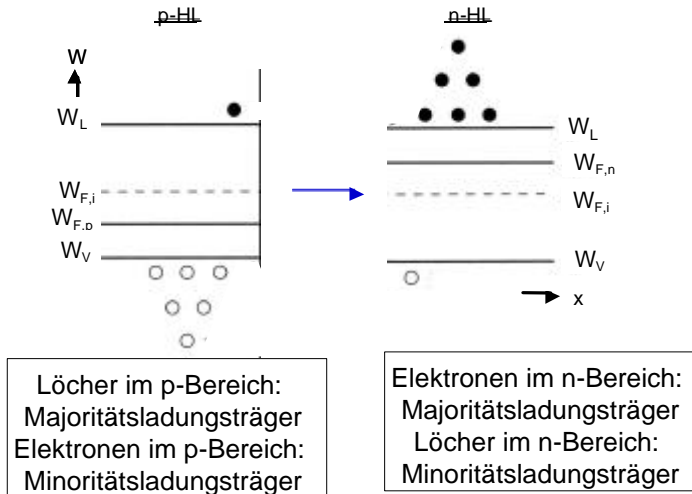 p-HL
n-HL
W
W_L
W_F,i
W_F,p
W_V
W_L
W_F,n
W_F,i
W_V
x
Löcher im p-Bereich:
Majoritätsladungsträger
Elektronen im p-Bereich:
Minoritätsladungsträger
Elektronen im n-Bereich:
Majoritätsladungsträger
Löcher im n-Bereich:
Minoritätsladungsträger